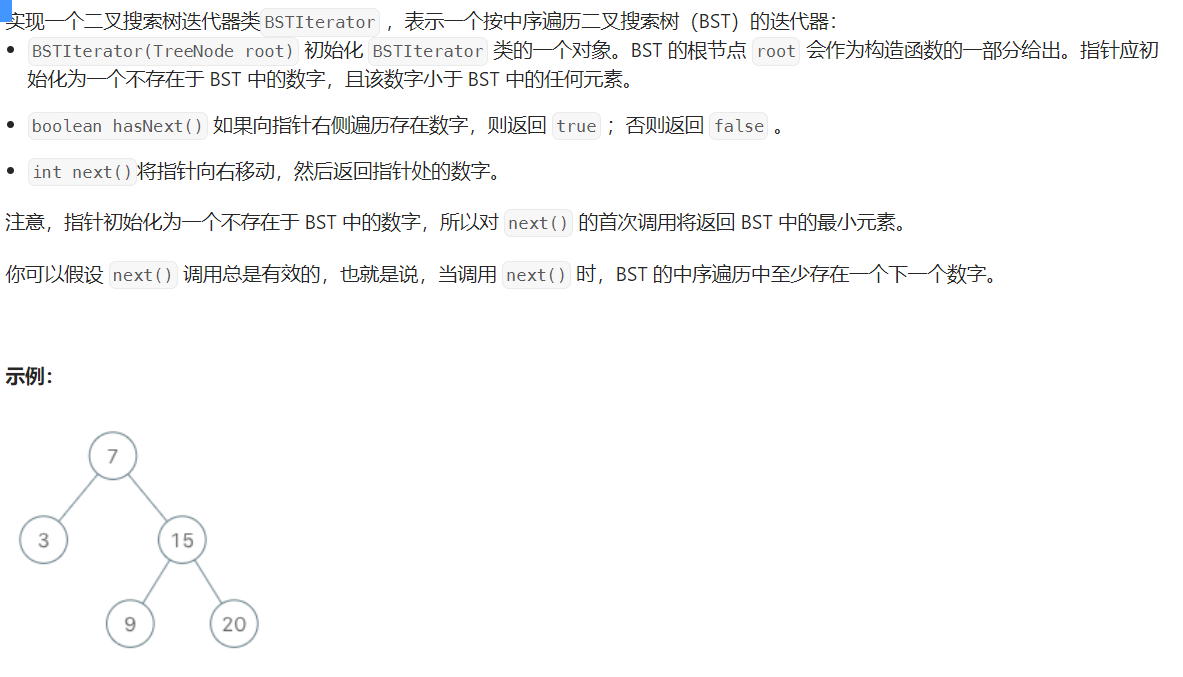 实现一个二叉搜索树迭代器类BSTIterator ，表示一个按中序遍历二叉搜索树（BST）的迭代器：
• BSTIterator(TreeNode root) 初始化 BSTIterator 类的一个对象。BST 的根节点 root 会作为构造函数的一部分给出。指针应初
始化为一个不存在于 BST 中的数字，且该数字小于 BST 中的任何元素。
• boolean hasNext() 如果向指针右侧遍历存在数字，则返回 true ；否则返回 false 。
• int next()将指针向右移动，然后返回指针处的数字。
注意，指针初始化为一个不存在于 BST 中的数字，所以对 next() 的首次调用将返回 BST 中的最小元素。
你可以假设 next() 调用总是有效的，也就是说，当调用 next() 时，BST 的中序遍历中至少存在一个下一个数字。
示例：
7
3 15
9 20